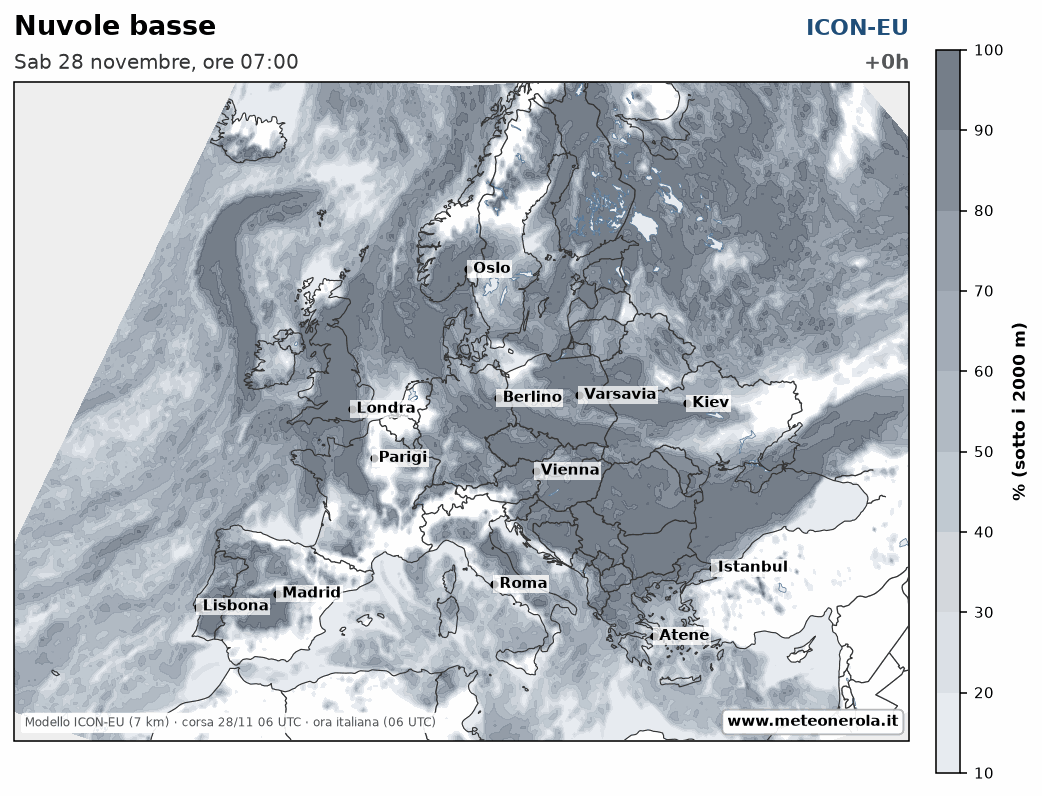 Nuvole basse
ICON-EU
Sab 28 novembre, ore 07:00
+0h
100
90
80
70
60
50
40
30
20
10
% (sotto i 2000 m)
Oslo
Berlino
Varsavia
Kiev
Londra
Parigi
Vienna
Istanbul
Roma
Madrid
Lisbona
Atene
Modello ICON-EU (7 km) · corsa 28/11 06 UTC · ora italiana (06 UTC)
www.meteonerola.it